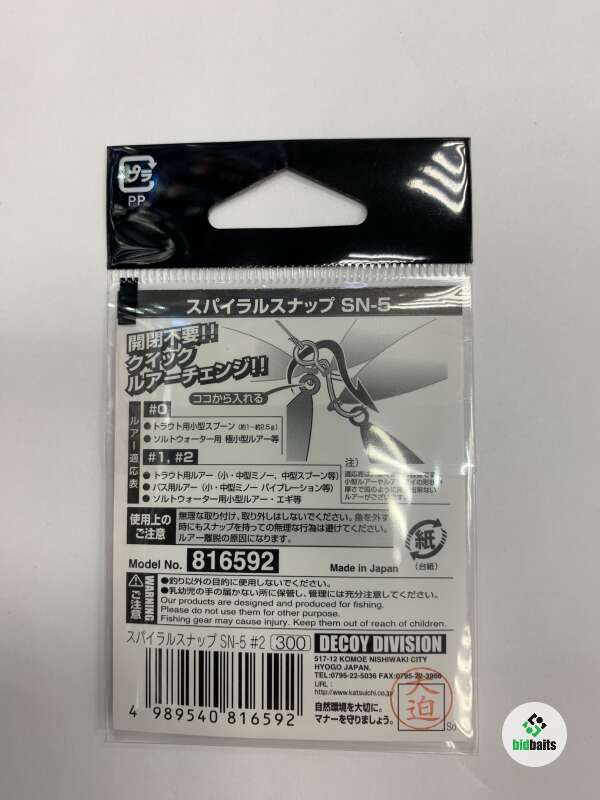 プラ
PP
スパイラルスナップ SN-5
開閉不要!!
クイック
ルアーチェンジ!!
ココから入れる
ルアー適応表
#0
●トラウト用小型スプーン(約1〜約2.5g)
●ソルトウォーター用 極小型ルアー等
#1, #2
●トラウト用ルアー(小・中型ミノー、中型スプーン等)
●バス用ルアー(小・中型ミノー バイブレーション等)
●ソルトウォーター用小型ルアー・エギ等
注)
使用上の
ご注意
無理な取り付け、取り外しはしないでください。魚を外す
時にもスナップを持っての無理な行為は避けてください。
ルアー離脱の原因になります。
紙
(台紙)
Model No. 816592
Made in Japan
WARNING
ご注意
●釣り以外の目的に使用しないでください。
●乳幼児の手の届かない所に保管し、管理には充分注意してください。
Our products are designed and produced for fishing.
Please do not use them for other purpose.
Fishing gear may cause injury. Keep them out of reach of children.
スパイラルスナップ SN-5 #2 (300)
DECOY DIVISION
517-12 KOMOE NISHIWAKI CITY
HYOGO JAPAN.
TEL:0795-22-5036 FAX:0795-22-3966
URL:
http://www.katsuichi.co.jp
自然環境を大切に。
マナーを守りましょう。
大迫
So
4 989540 816592
bidbaits